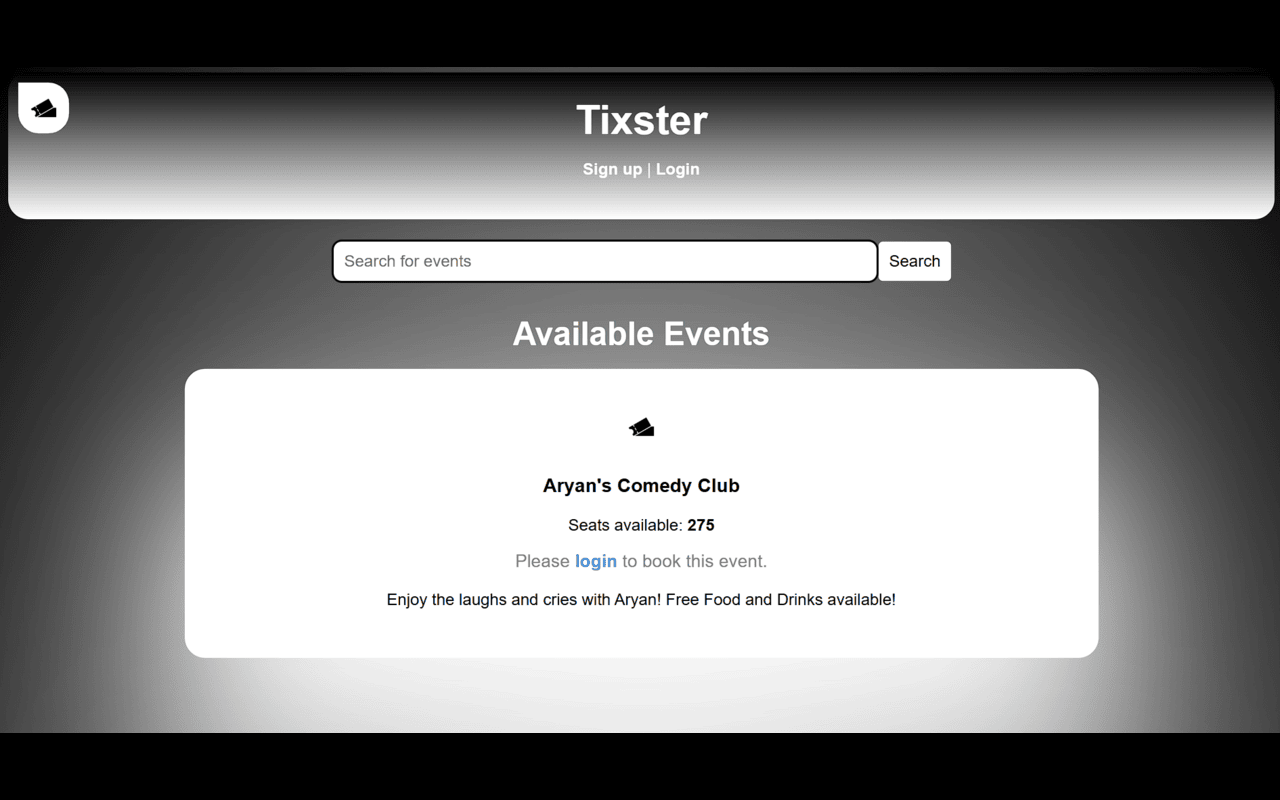 Tixster
Sign up | Login
Search for events
Search
Available Events
Aryan's Comedy Club
Seats available: 275
Please login to book this event.
Enjoy the laughs and cries with Aryan! Free Food and Drinks available!